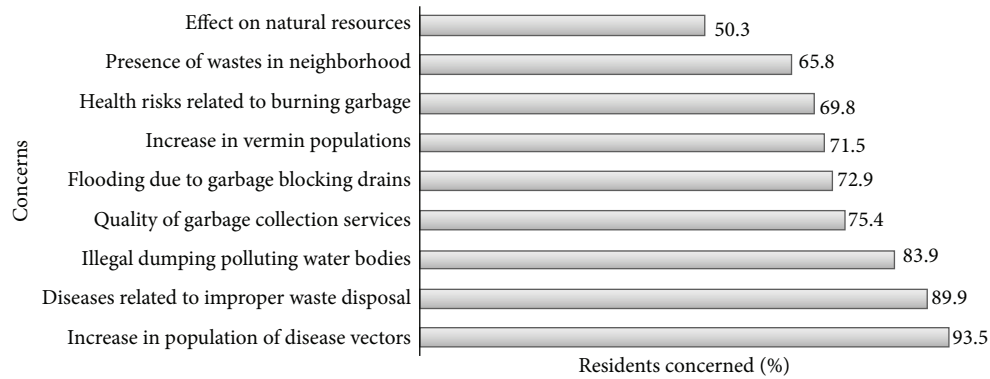 Effect on natural resources
50.3
Presence of wastes in neighborhood
65.8
Health risks related to burning garbage
69.8
Increase in vermin populations
71.5
Flooding due to garbage blocking drains
72.9
Quality of garbage collection services
75.4
Illegal dumping polluting water bodies
83.9
Diseases related to improper waste disposal
89.9
Increase in population of disease vectors
93.5
Concerns
Residents concerned (%)